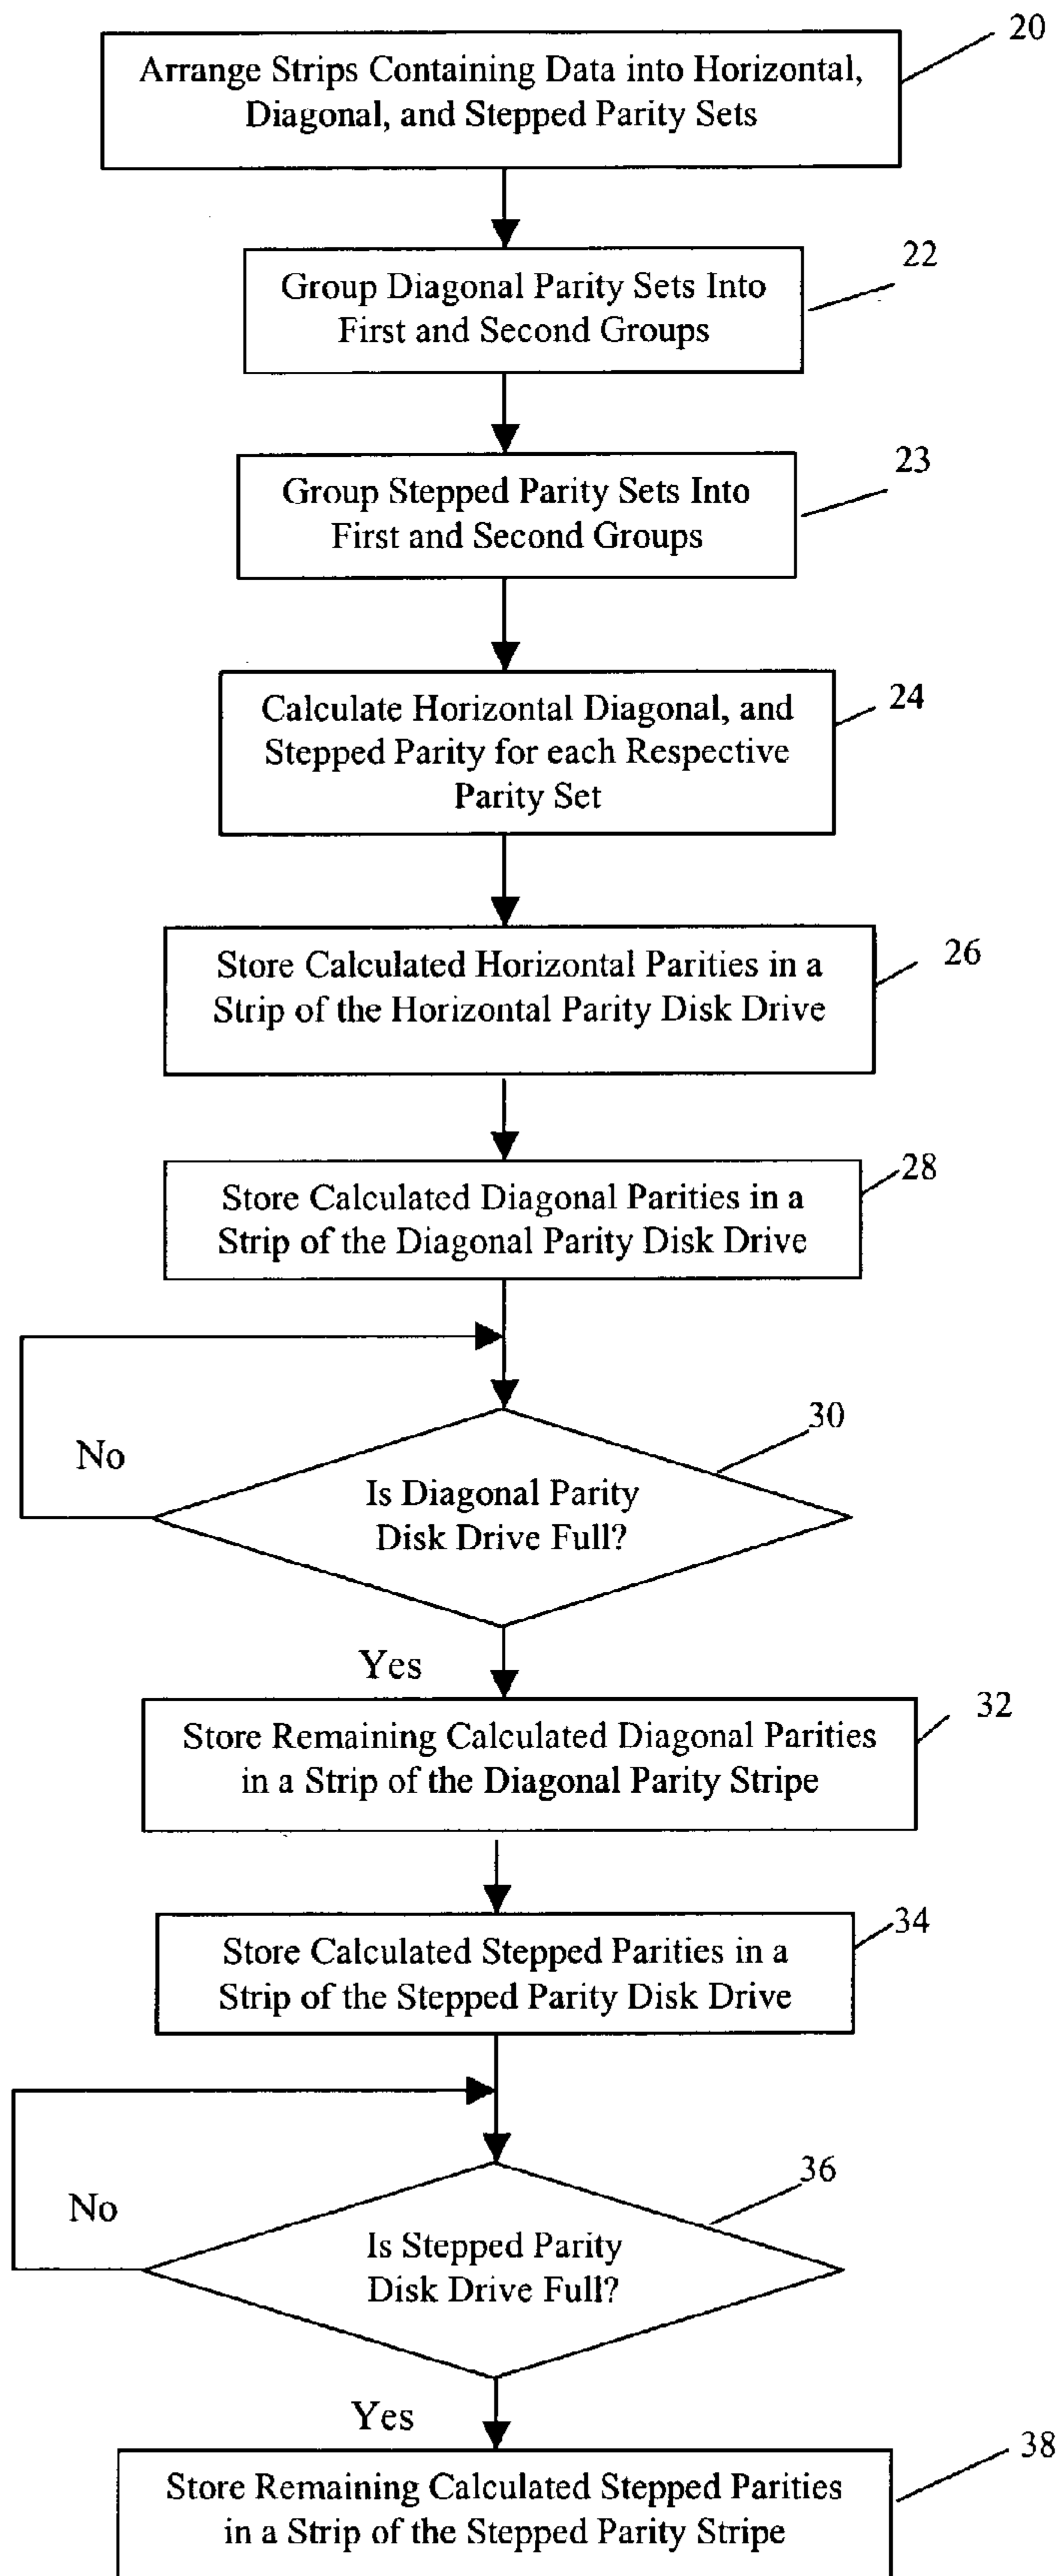 20
Arrange Strips Containing Data into Horizontal,
Diagonal, and Stepped Parity Sets
22
Group Diagonal Parity Sets Into
First and Second Groups
23
Group Stepped Parity Sets Into
First and Second Groups
24
Calculate Horizontal Diagonal, and
Stepped Parity for each Respective
Parity Set
26
Store Calculated Horizontal Parities in a
Strip of the Horizontal Parity Disk Drive
28
Store Calculated Diagonal Parities in a
Strip of the Diagonal Parity Disk Drive
30
No
Is Diagonal Parity
Disk Drive Full?
Yes
32
Store Remaining Calculated Diagonal Parities
in a Strip of the Diagonal Parity Stripe
34
Store Calculated Stepped Parities in a
Strip of the Stepped Parity Disk Drive
36
No
Is Stepped Parity
Disk Drive Full?
Yes
38
Store Remaining Calculated Stepped Parities
in a Strip of the Stepped Parity Stripe